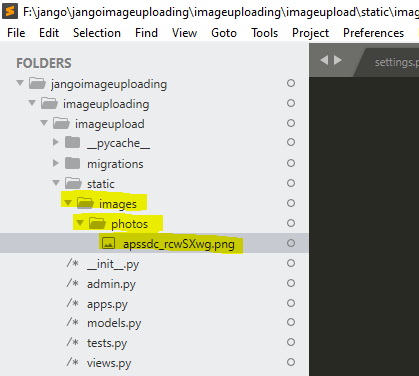 F:\jango\jangoimageuploading\imageuploading\imageupload\static\imag
File Edit Selection Find View Goto Tools Project Preferences
FOLDERS
jangoimageuploading
imageuploading
imageupload
__pycache__
migrations
static
images
photos
apssdc_rcwSXwg.png
/* __init__.py
/* admin.py
/* apps.py
/* models.py
/* tests.py
/* views.py
settings.p